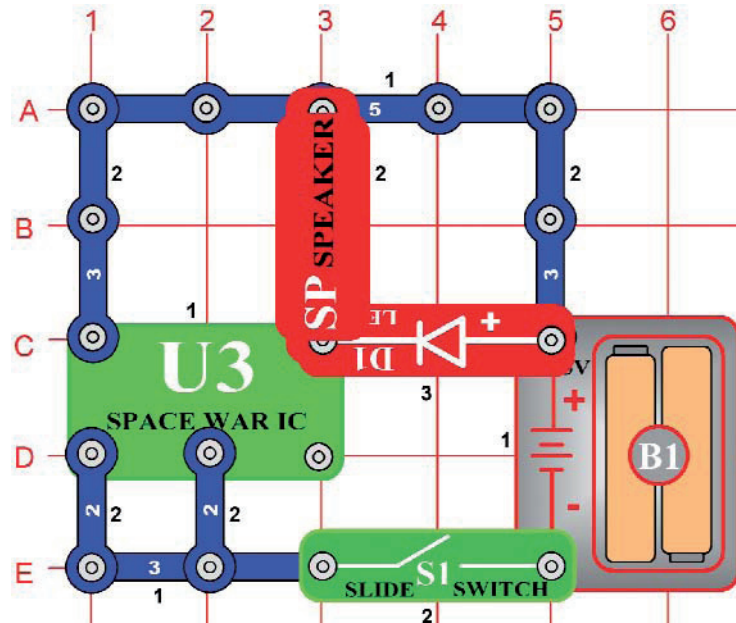 1 2 3 4 5 6
A 1 5
2 2 2
SPEAKER
B
3 3
SP
1
C LE + V
U3 D1
SPACE WAR IC 3 +
D 1 B1
2 2 2 2 -
E 3 S1
SLIDE SWITCH
1 2